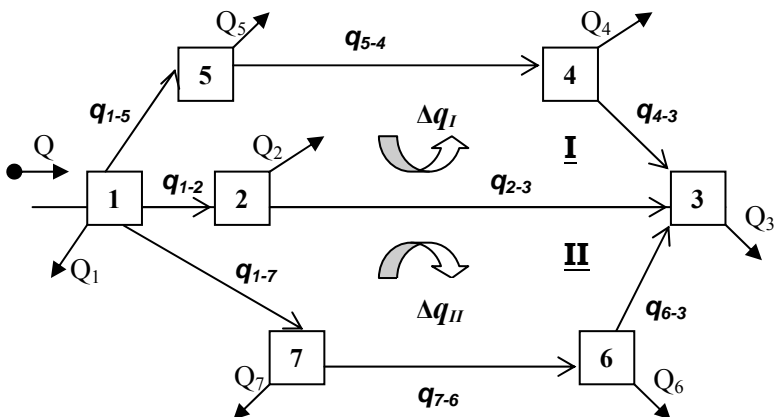 Q₅ q₅₋₄ Q₄
5 4
q₁₋₅ Δq_I q₄₋₃
Q Q₂ I
q₁₋₂ q₂₋₃
1 2 3
Q₁ q₁₋₇ II Q₃
Δq_II q₆₋₃
7 6
Q₇ q₇₋₆ Q₆